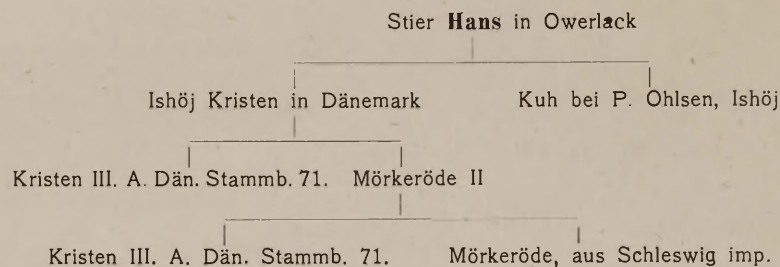 Stier Hans in Owerlack
Ishöj Kristen in Dänemark Kuh bei P. Ohlsen, Ishöj
Kristen III. A. Dän. Stammb. 71. Mörkeröde II
Kristen III. A. Dän. Stammb. 71. Mörkeröde, aus Schleswig imp.